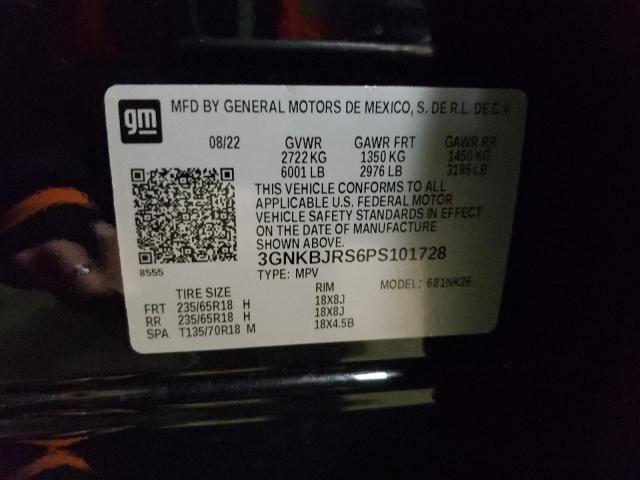 gm
MFD BY GENERAL MOTORS DE MEXICO, S. DE R.L. DE C.V.
08/22 GVWR GAWR FRT GAWR RR
2722 KG 1350 KG 1450 KG
6001 LB 2976 LB 3196 LB
THIS VEHICLE CONFORMS TO ALL
APPLICABLE U.S. FEDERAL MOTOR
VEHICLE SAFETY STANDARDS IN EFFECT
ON THE DATE OF MANUFACTURE
SHOWN ABOVE.
8555
3GNKBJRS6PS101728
TYPE: MPV MODEL: 681NK26
TIRE SIZE RIM
FRT 235/65R18 H 18X8J
RR 235/65R18 H 18X8J
SPA T135/70R18 M 18X4.5B